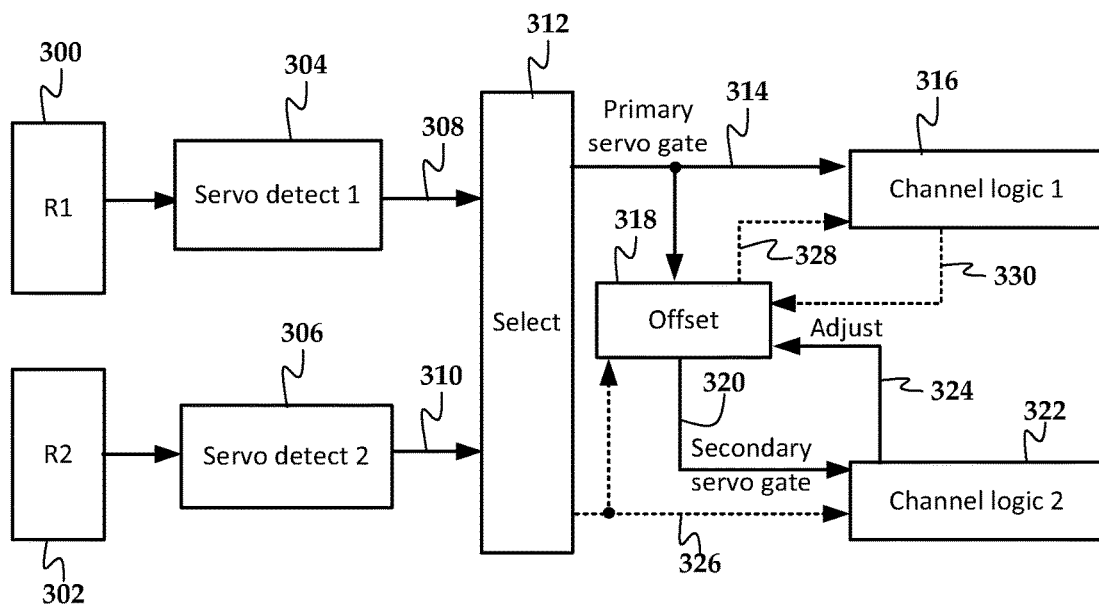 312
300
304
308
Primary
servo gate
314
316
R1
Servo detect 1
Channel logic 1
318
328
330
Select
Offset
Adjust
306
310
320
324
322
R2
Servo detect 2
Secondary
servo gate
Channel logic 2
302
326